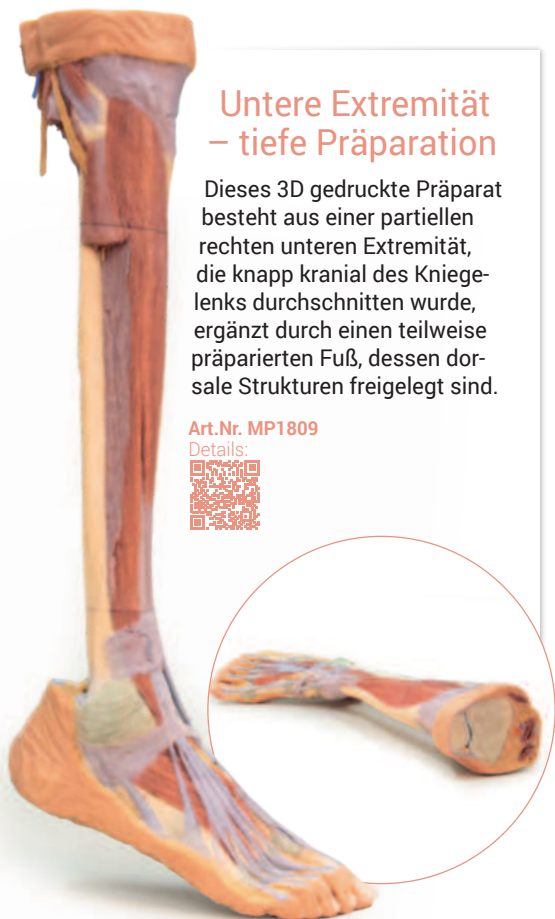 Untere Extremität
– tiefe Präparation
Dieses 3D gedruckte Präparat
besteht aus einer partiellen
rechten unteren Extremität,
die knapp kranial des Kniege-
lenks durchschnitten wurde,
ergänzt durch einen teilweise
präparierten Fuß, dessen dor-
sale Strukturen freigelegt sind.
Art.Nr. MP1809
Details: